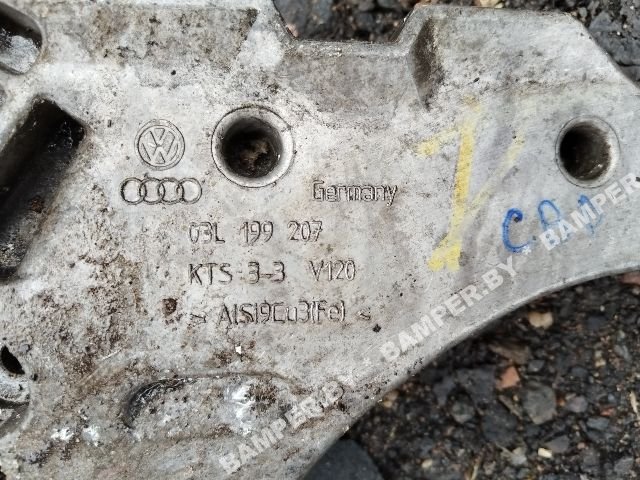 Germany
03L 199 207
KTS-3-3 V120
> AlSi9Cu3(Fe) <
BAMPER.BY * BAMPER.BY * BAMPER.BY